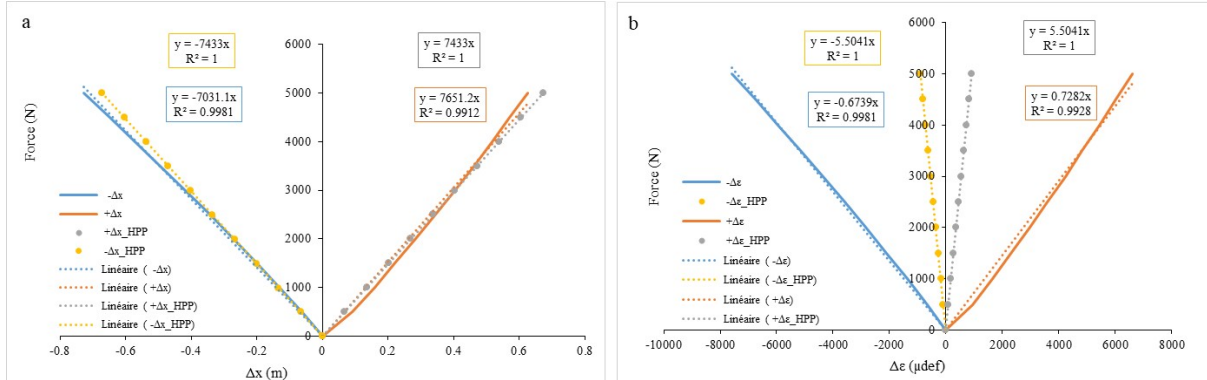 a
y = -7433x
R² = 1
y = 7433x
R² = 1
y = -7031.1x
R² = 0.9981
y = 7651.2x
R² = 0.9912
Force (N)
6000
5000
4000
3000
2000
1000
0
-Δx
+Δx
+Δx_HPP
-Δx_HPP
Linéaire ( -Δx)
Linéaire ( +Δx)
Linéaire ( +Δx_HPP)
Linéaire ( -Δx_HPP)
-0.8 -0.6 -0.4 -0.2 0 0.2 0.4 0.6 0.8
Δx (m)
b
y = -5.5041x
R² = 1
y = 5.5041x
R² = 1
y = -0.6739x
R² = 0.9981
y = 0.7282x
R² = 0.9928
Force (N)
6000
5000
4000
3000
2000
1000
0
-Δε
-Δε_HPP
+Δε
+Δε_HPP
Linéaire ( -Δε)
Linéaire ( -Δε_HPP)
Linéaire ( +Δε)
Linéaire ( +Δε_HPP)
-10000 -8000 -6000 -4000 -2000 0 2000 4000 6000 8000
Δε (µdef)